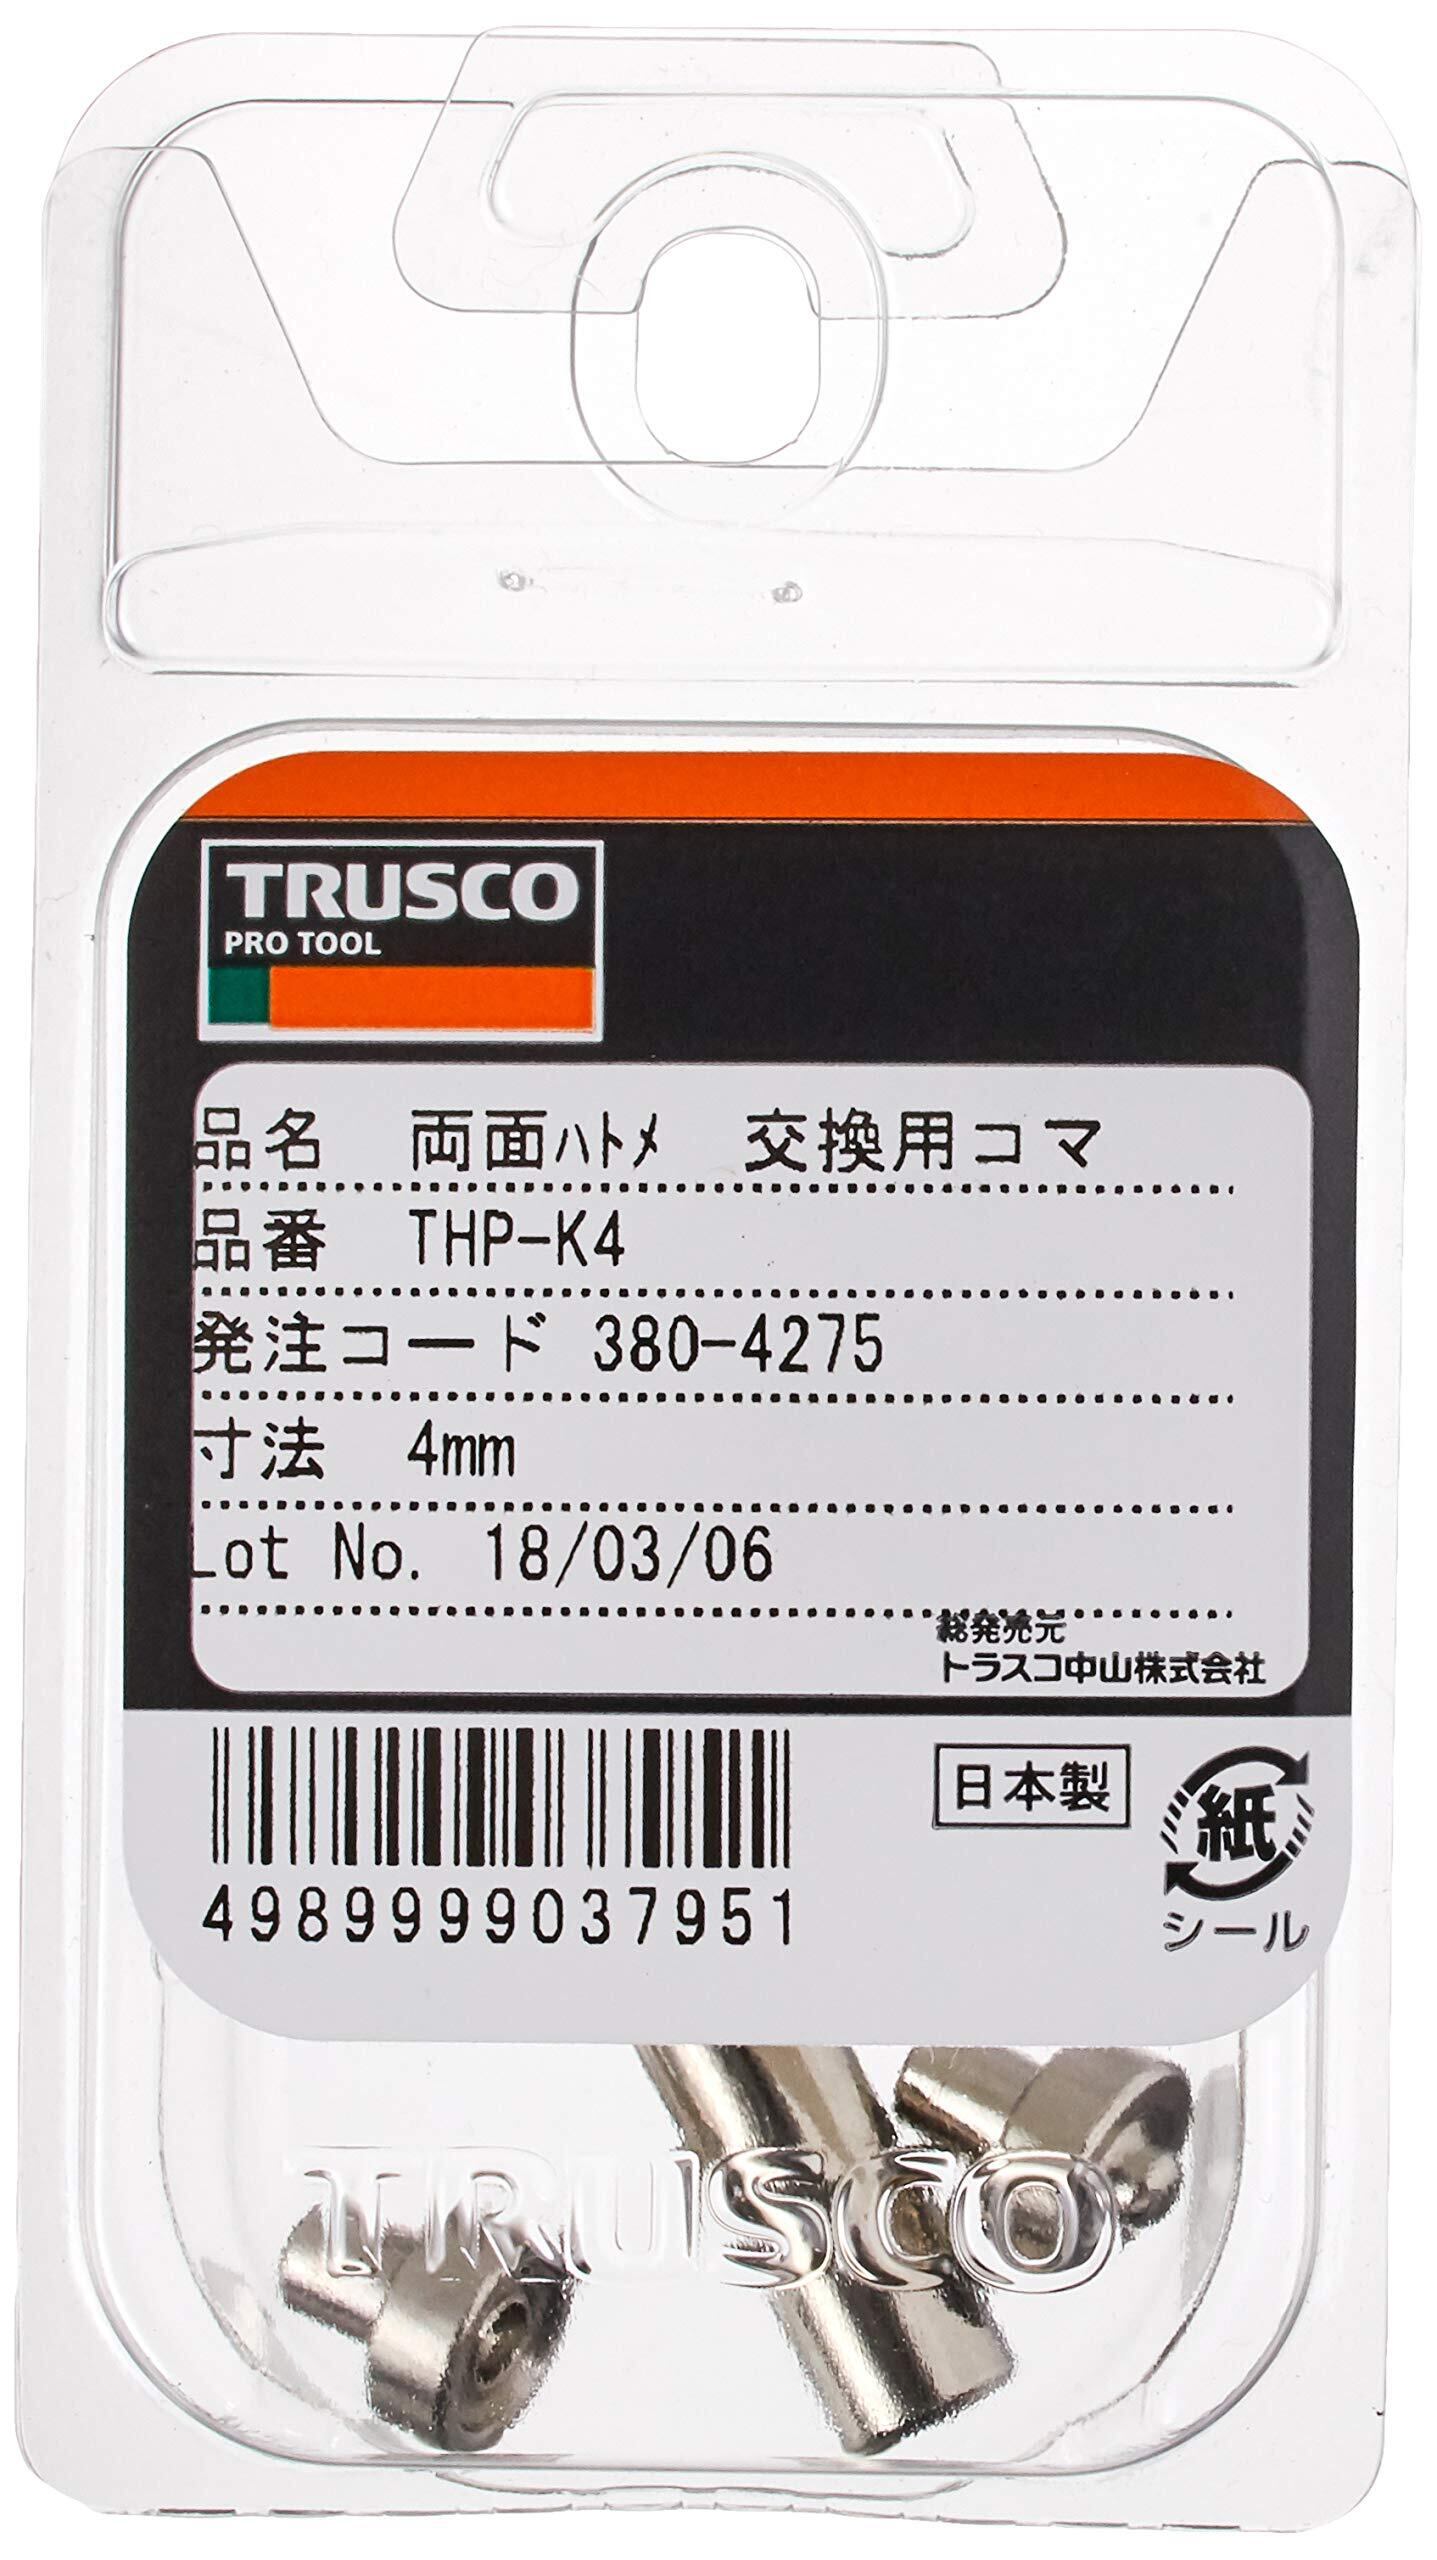 TRUSCO
PRO TOOL
品名 両面ﾊﾄﾒ 交換用コマ
品番 THP-K4
発注コード 380-4275
寸法 4mm
Lot No. 18/03/06
総発売元
トラスコ中山株式会社
日本製
紙
シール
4989999037951
TRUSCO